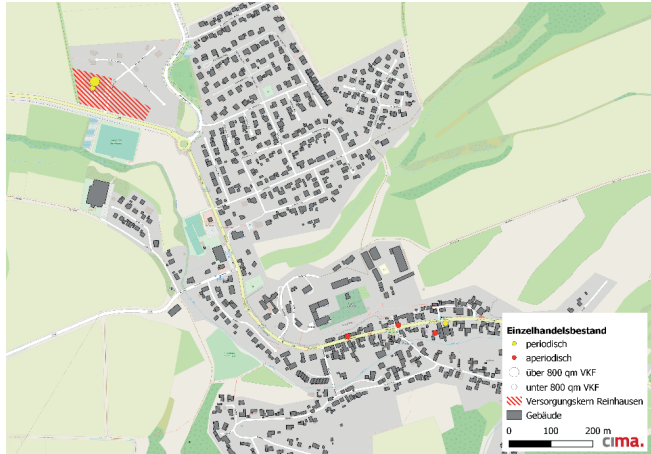 Einzelhandelsbestand
periodisch
aperiodisch
über 800 qm VKF
unter 800 qm VKF
Versorgungskern Reinhausen
Gebäude
0 100 200 m
cima.